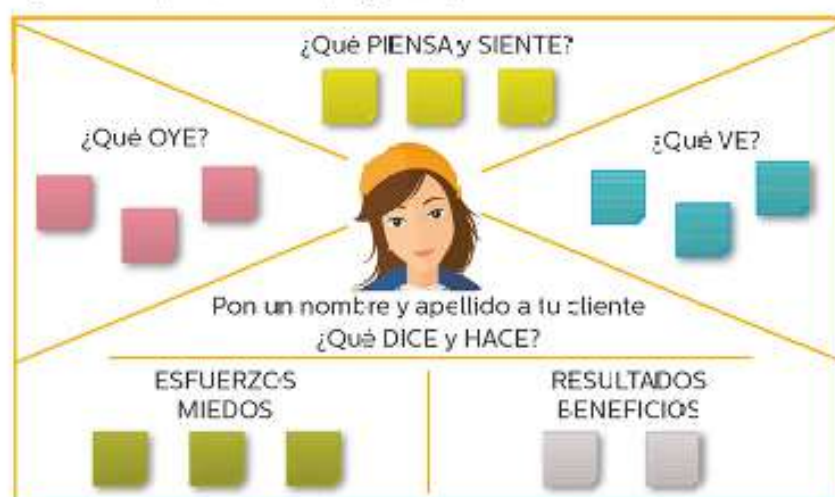 ¿Qué PIENSA y SIENTE?
¿Qué OYE?
¿Qué VE?
Pon un nombre y apellido a tu cliente
¿Qué DICE y HACE?
ESFUERZOS
MIEDOS
RESULTADOS
BENEFICIOS